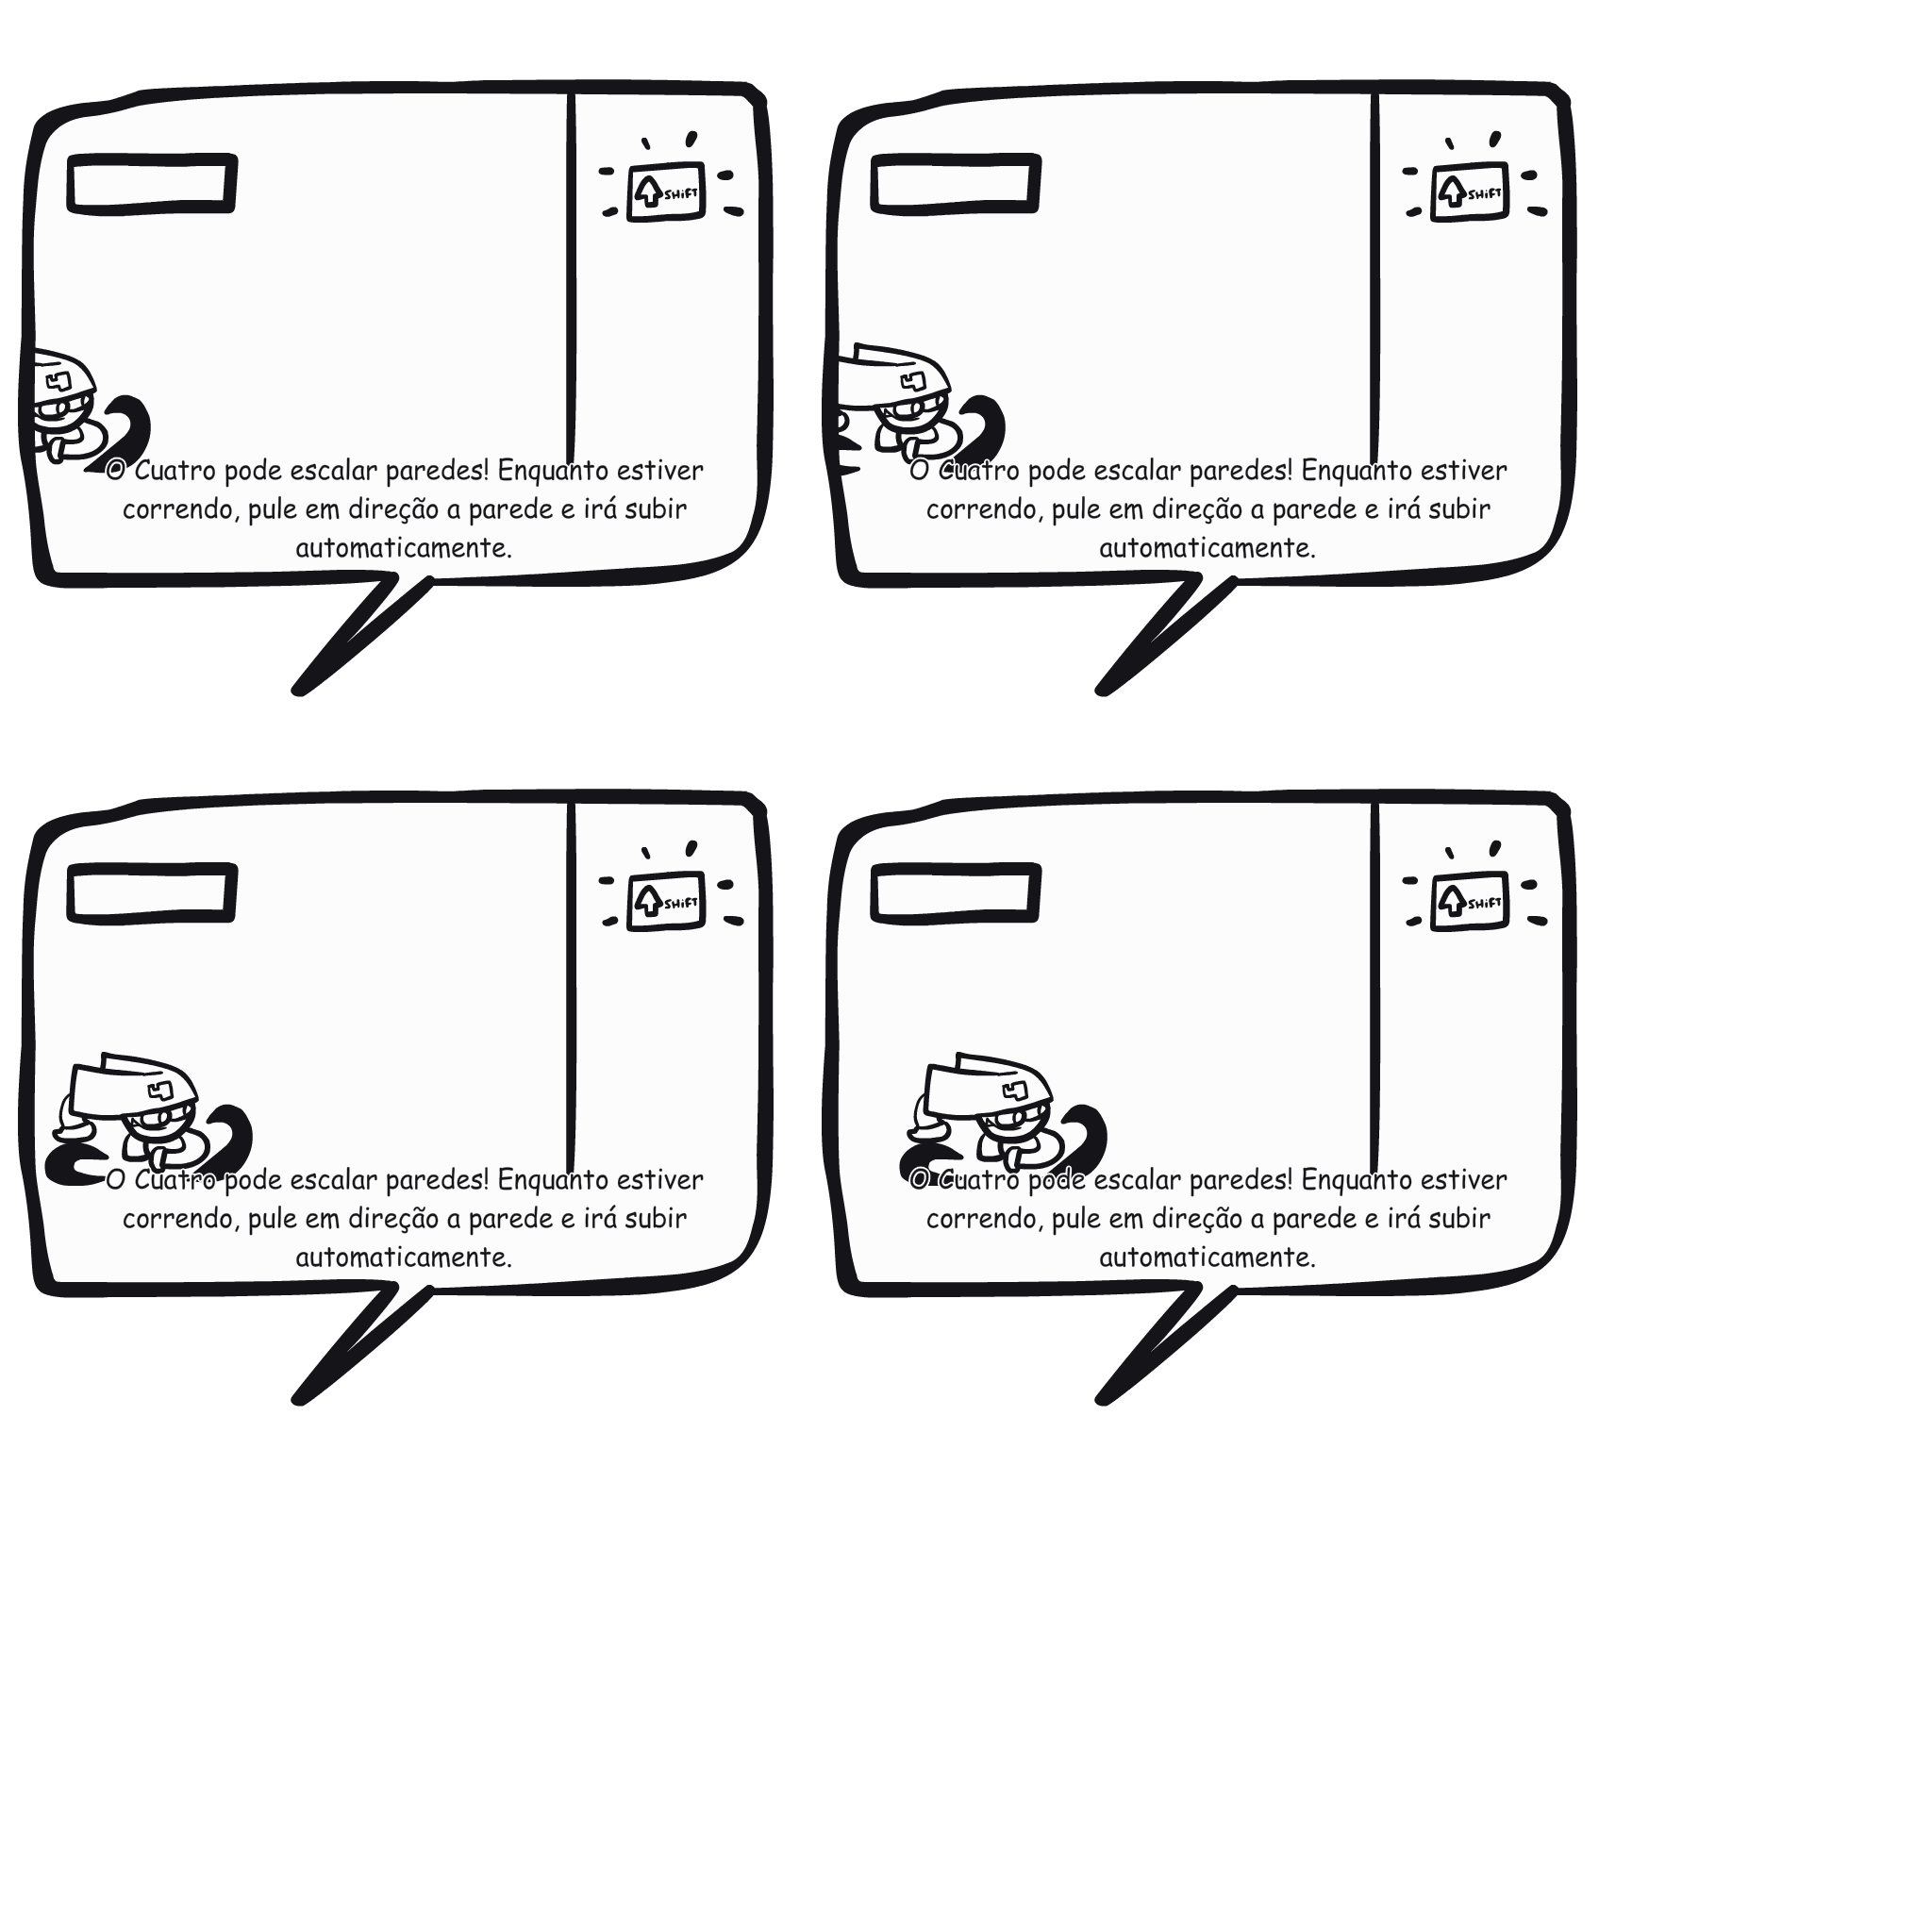 SHiFT
O Cuatro pode escalar paredes! Enquanto estiver
correndo, pule em direção a parede e irá subir
automaticamente.
SHiFT
O Cuatro pode escalar paredes! Enquanto estiver
correndo, pule em direção a parede e irá subir
automaticamente.
SHiFT
O Cuatro pode escalar paredes! Enquanto estiver
correndo, pule em direção a parede e irá subir
automaticamente.
SHiFT
O Cuatro pode escalar paredes! Enquanto estiver
correndo, pule em direção a parede e irá subir
automaticamente.